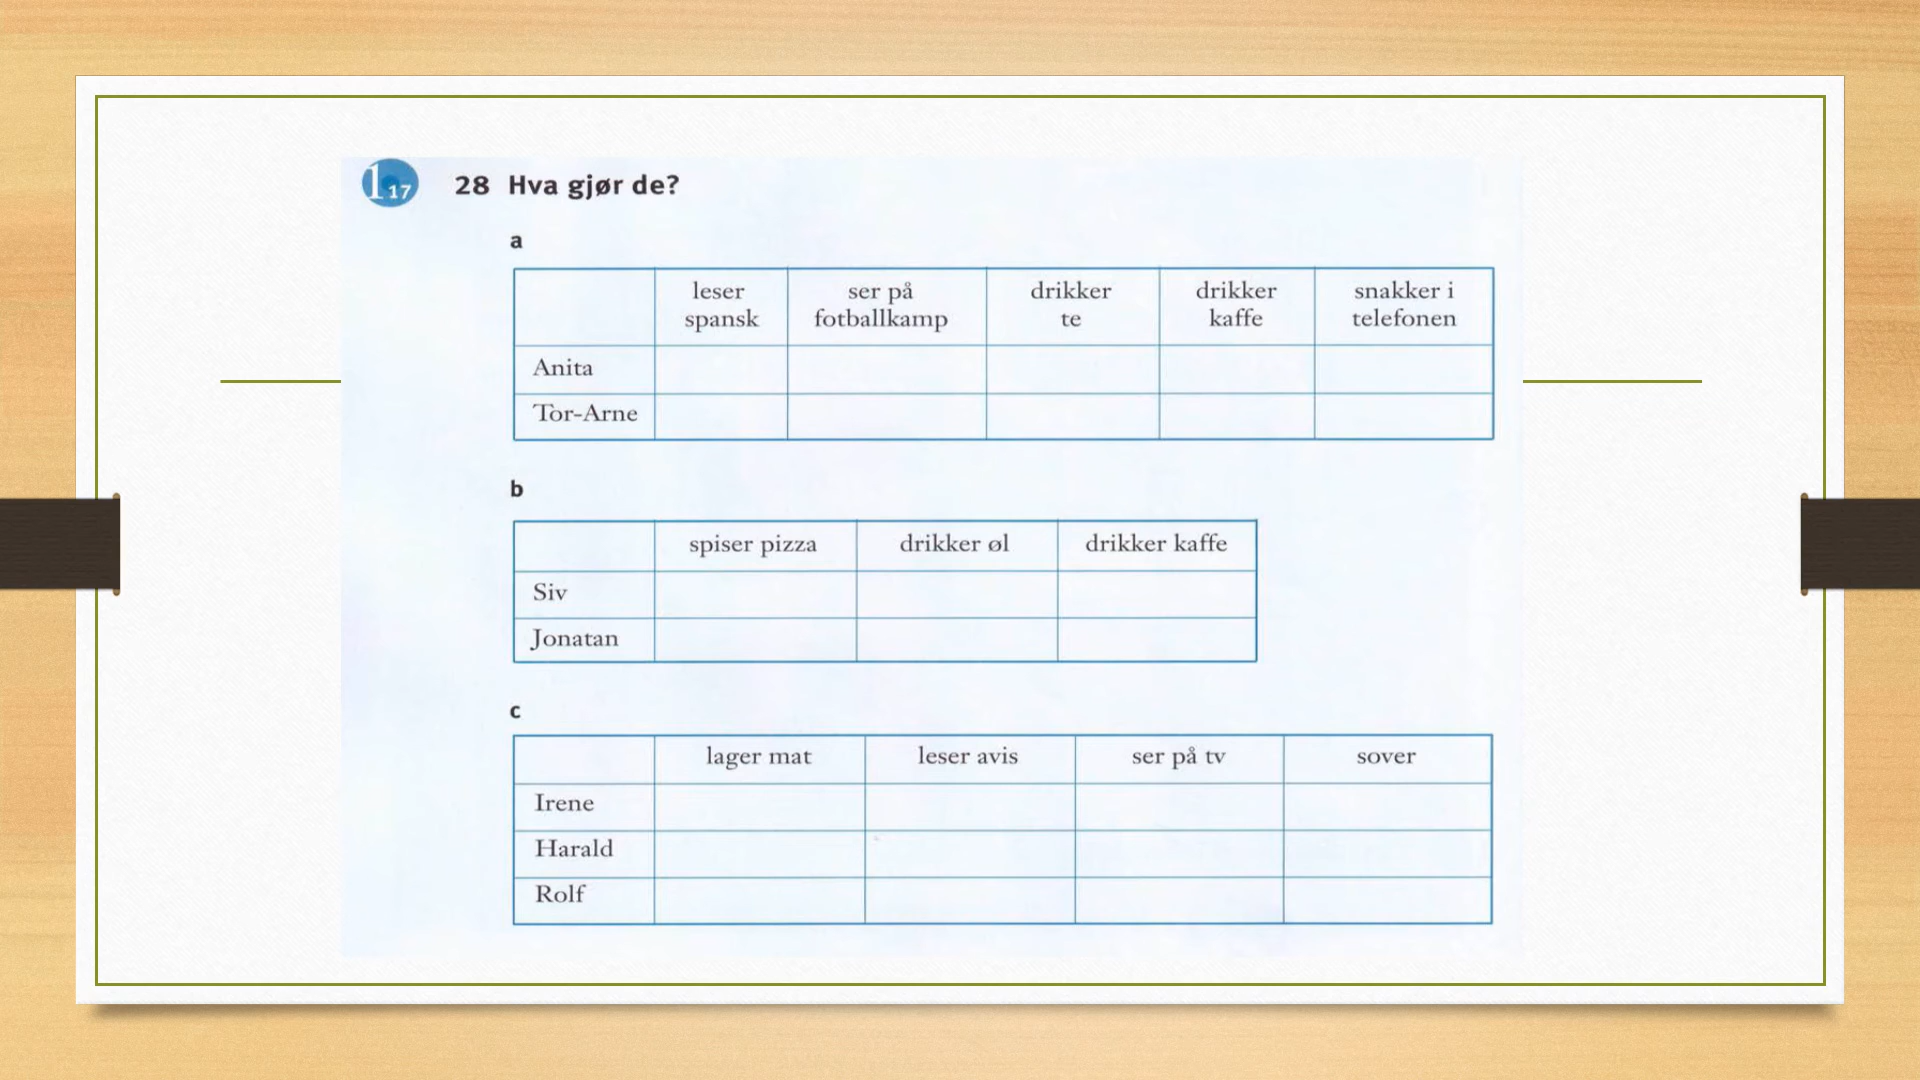 1 17
28 Hva gjør de?
a
leser spansk
ser på fotballkamp
drikker te
drikker kaffe
snakker i telefonen
Anita
Tor-Arne
b
spiser pizza
drikker øl
drikker kaffe
Siv
Jonatan
c
lager mat
leser avis
ser på tv
sover
Irene
Harald
Rolf